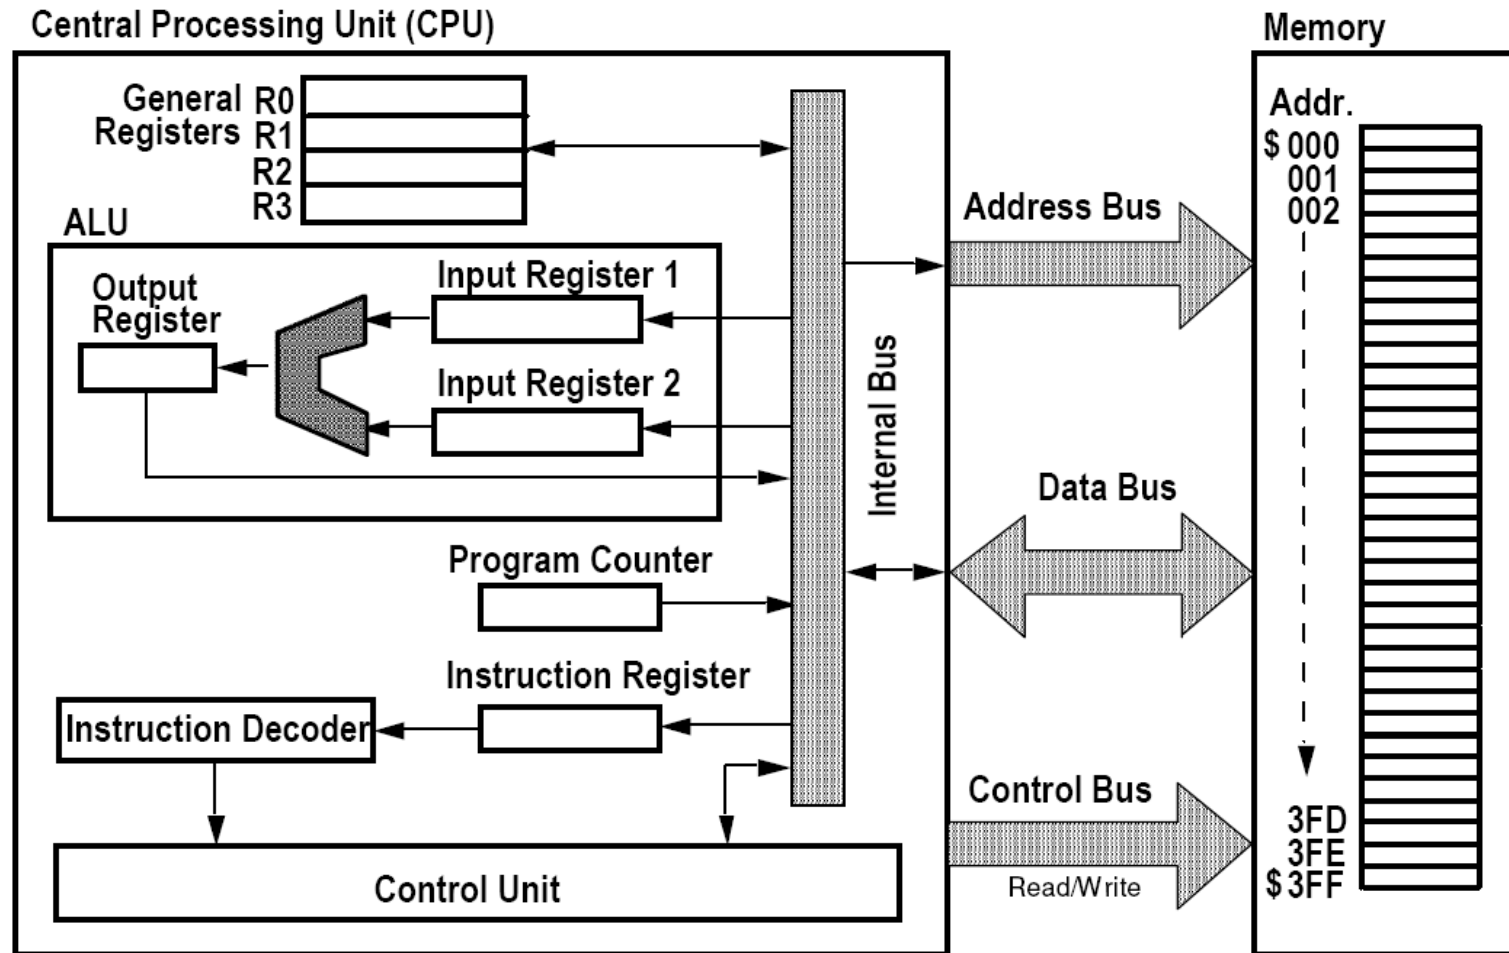 Central Processing Unit (CPU)
General
Registers
R0
R1
R2
R3
ALU
Output
Register
Input Register 1
Input Register 2
Internal Bus
Program Counter
Instruction Register
Instruction Decoder
Control Unit
Address Bus
Data Bus
Control Bus
Read/Write
Memory
Addr.
$ 000
001
002
3FD
3FE
$ 3FF